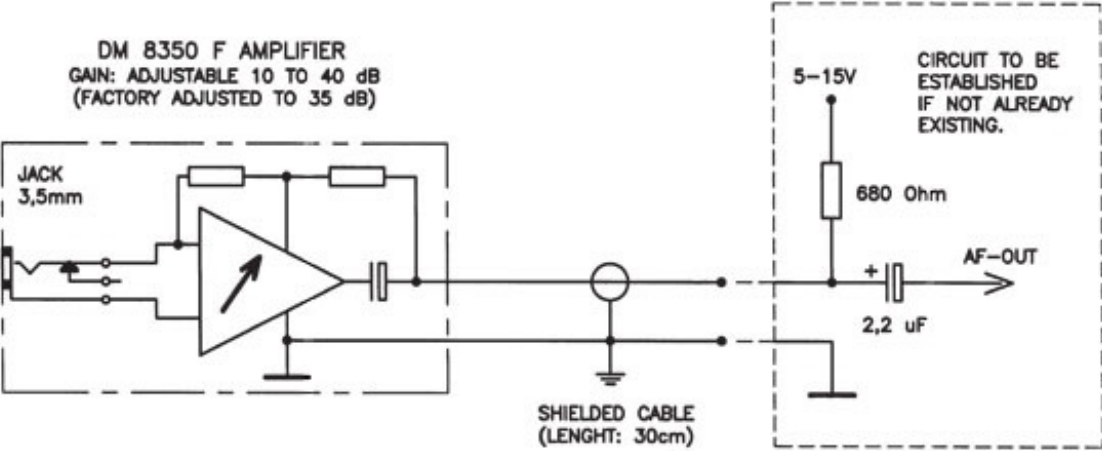 DM 8350 F AMPLIFIER
GAIN: ADJUSTABLE 10 TO 40 dB
(FACTORY ADJUSTED TO 35 dB)
JACK
3,5mm
SHIELDED CABLE
(LENGHT: 30cm)
5-15V
CIRCUIT TO BE
ESTABLISHED
IF NOT ALREADY
EXISTING.
680 Ohm
AF-OUT
+
2,2 uF